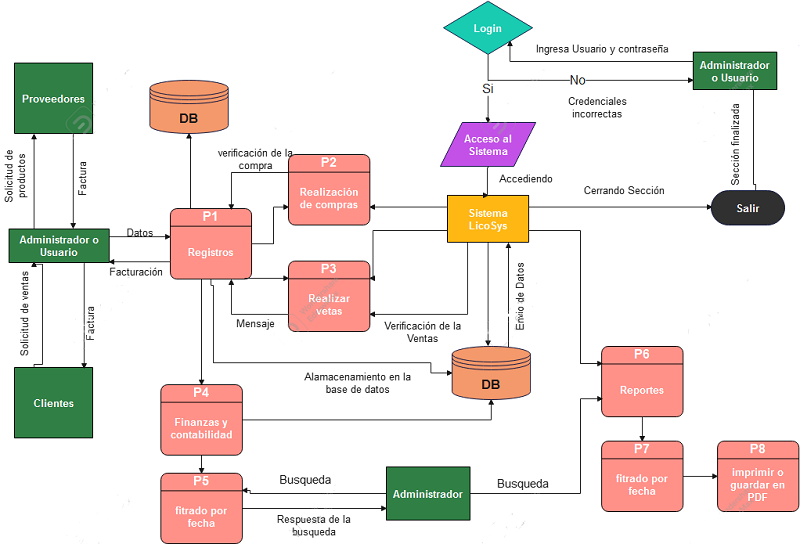 Login
Ingresa Usuario y contraseña
Administrador
o Usuario
Si
No
Credenciales
incorrectas
Proveedores
DB
Acceso al
Sistema
Sección finalizada
Solicitud de
productos
Factura
verificación de la
compra
P2
Realización
de compras
Accediendo
Cerrando Sección
Salir
P1
Registros
Sistema
LicoSys
Administrador o
Usuario
Datos
Facturación
P3
Realizar
vetas
Mensaje
Verificación de la
Ventas
Envio de Datos
Solicitud de ventas
Factura
Clientes
Alamacenamiento en la
base de datos
DB
P6
Reportes
P4
Finanzas y
contabilidad
P5
fitrado por
fecha
Busqueda
Respuesta de la
busqueda
Administrador
Busqueda
P7
fitrado por
fecha
P8
imprimir o
guardar en
PDF